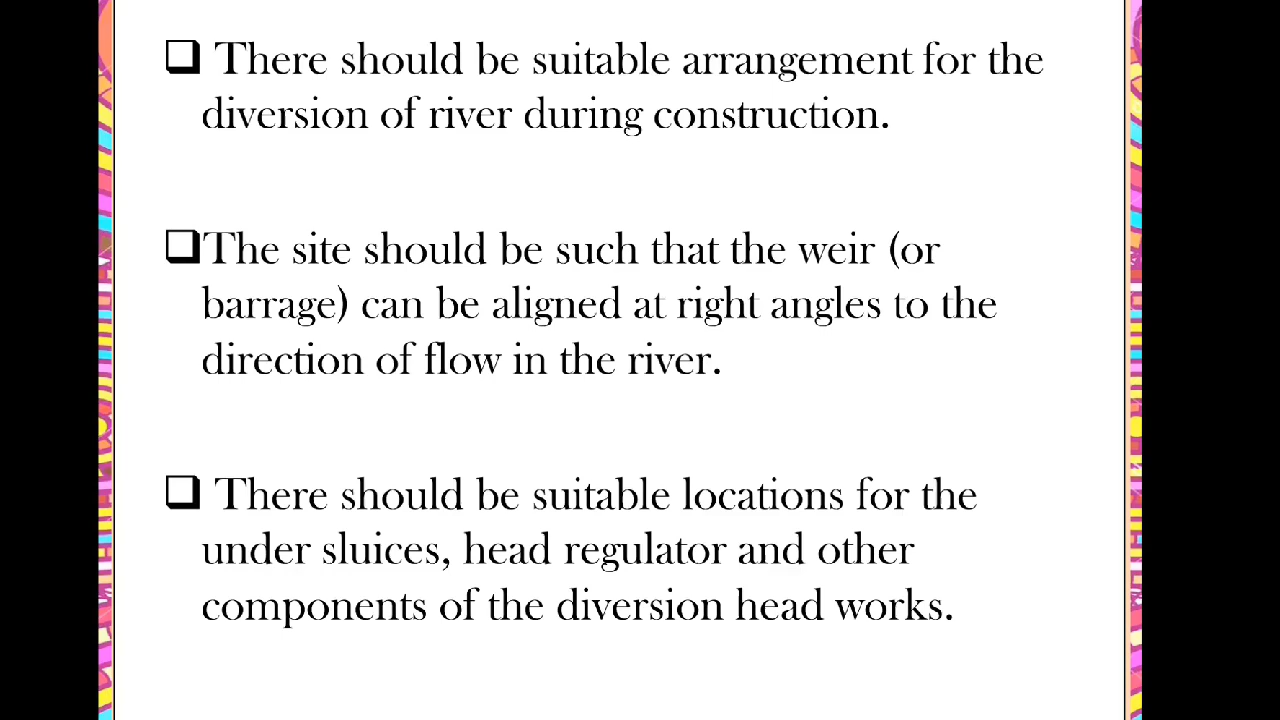 ❑ There should be suitable arrangement for the
diversion of river during construction.
❑The site should be such that the weir (or
barrage) can be aligned at right angles to the
direction of flow in the river.
❑ There should be suitable locations for the
under sluices, head regulator and other
components of the diversion head works.